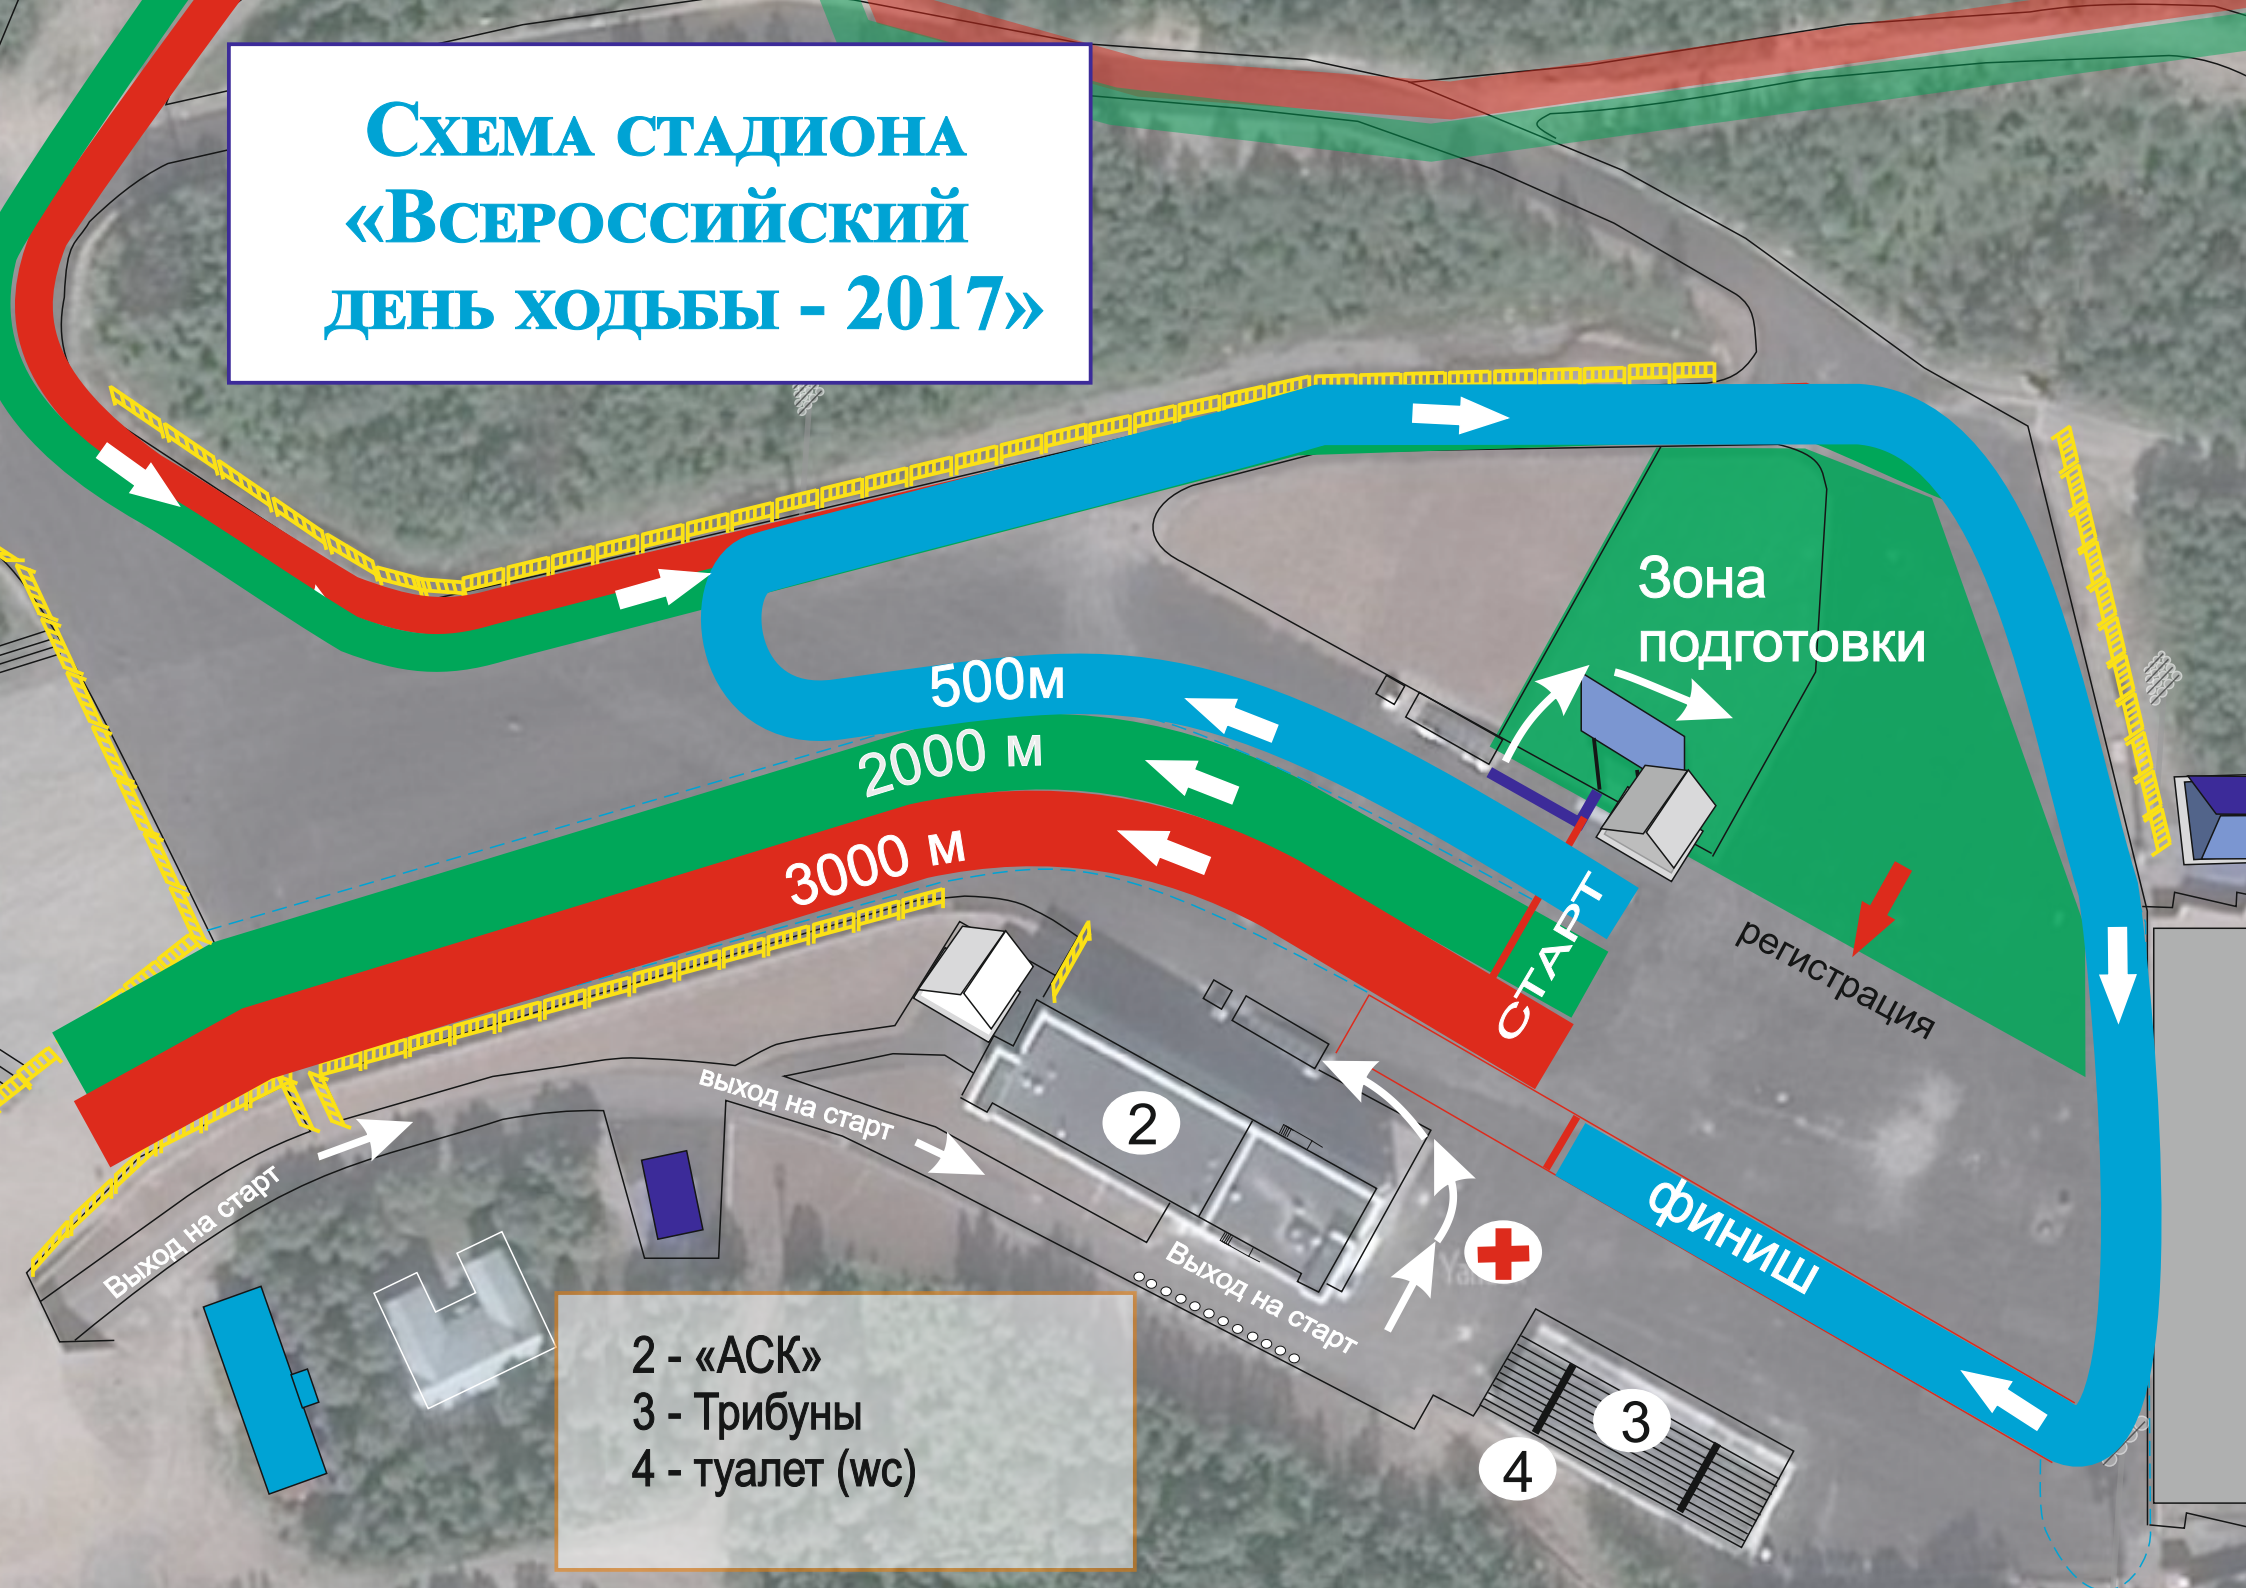 Схема стадиона
«Всероссийский
день ходьбы - 2017»
Зона
подготовки
500м
2000 м
3000 м
СТАРТ
регистрация
финиш
выход на старт
Выход на старт
Выход на старт
2
3
4
2 - «АСК»
3 - Трибуны
4 - туалет (wc)